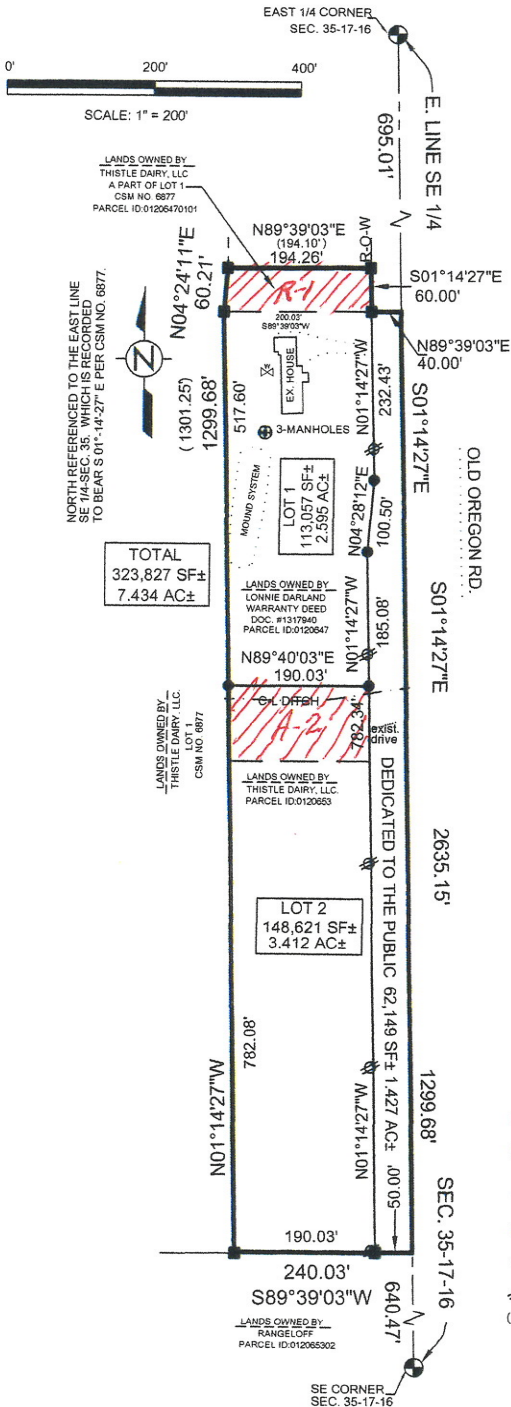 EAST 1/4 CORNER
SEC. 35-17-16
0'
200'
400'
SCALE: 1" = 200'
E. LINE SE 1/4
695.01'
LANDS OWNED BY
THISTLE DAIRY, LLC
A PART OF LOT 1
CSM NO. 6877
PARCEL ID:01206470101
N89°39'03"E
(194.10')
194.26'
R-O-W
N04°24'11"E
60.21'
R-1
S01°14'27"E
60.00'
200.03'
S89°39'03"W
N89°39'03"E
40.00'
NORTH REFERENCED TO THE EAST LINE
SE 1/4-SEC. 35, WHICH IS RECORDED
TO BEAR S 01°-14'-27" E PER CSM NO. 6877.
N
(1301.25')
1299.68'
517.60'
EX. HOUSE
N01°14'27"W
232.43'
S01°14'27"E
3-MANHOLES
MOUND SYSTEM
LOT 1
113,057 SF±
2.595 AC±
N04°28'12"E
100.50'
OLD OREGON RD.
TOTAL
323,827 SF±
7.434 AC±
LANDS OWNED BY
LONNIE DARLAND
WARRANTY DEED
DOC. #1317940
PARCEL ID:0120647
N01°14'27"W
185.08'
S01°14'27"E
N89°40'03"E
190.03'
C/L DITCH
A-2
782.34'
exist.
drive
LANDS OWNED BY
THISTLE DAIRY, LLC.
LOT 1
CSM NO. 6877
LANDS OWNED BY
THISTLE DAIRY, LLC.
PARCEL ID:0120653
DEDICATED TO THE PUBLIC 62,149 SF± 1.427 AC±
2635.15'
LOT 2
148,621 SF±
3.412 AC±
782.08'
N01°14'27"W
N01°14'27"W
1299.68'
50.00'
SEC. 35-17-16
190.03'
240.03'
S89°39'03"W
640.47'
LANDS OWNED BY
RANGELOFF
PARCEL ID:012065302
SE CORNER
SEC. 35-17-16